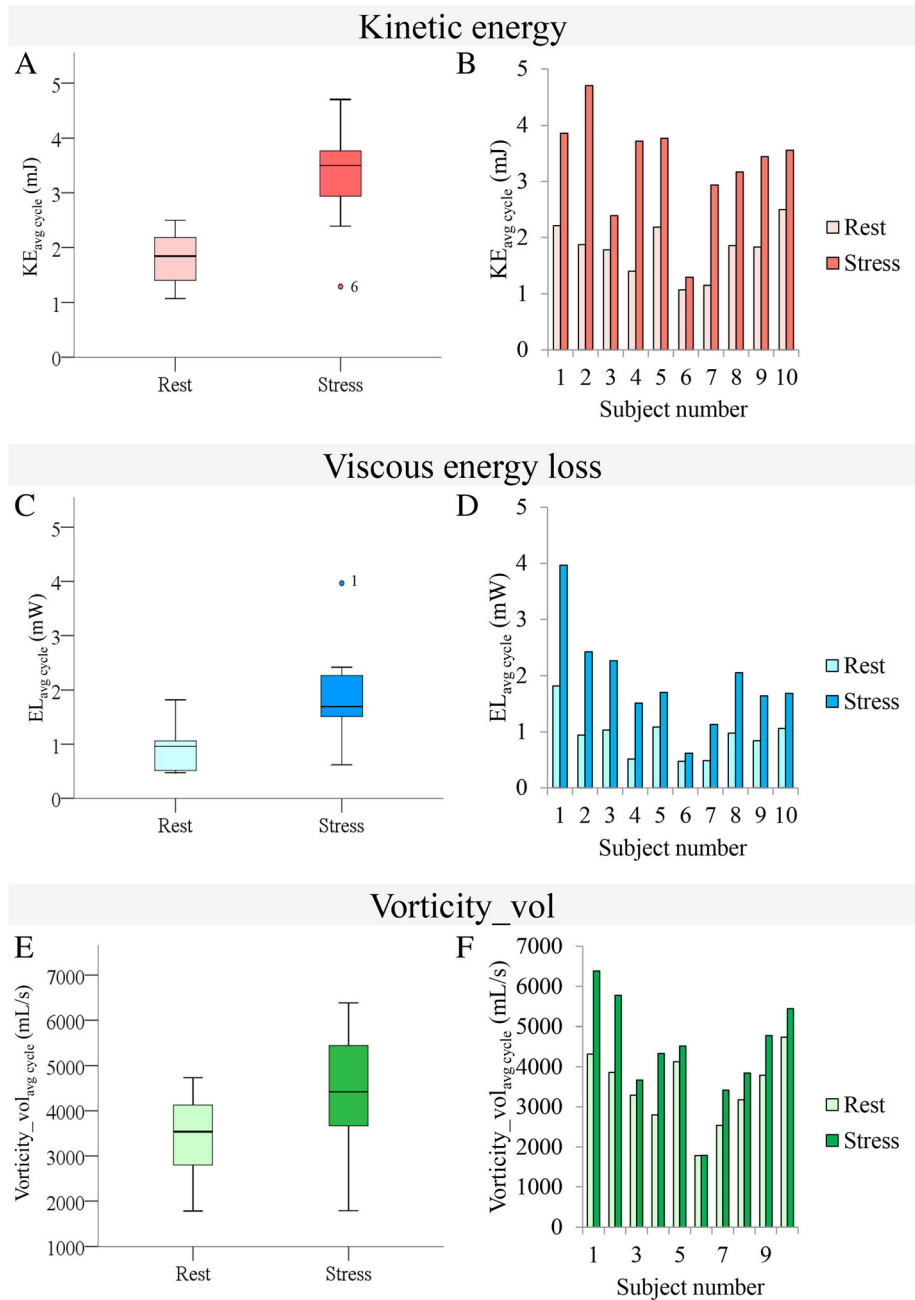 Kinetic energy
A
5
4
3
2
1
0
KEavg cycle (mJ)
6
Rest
Stress
B
5
4
3
2
1
0
KEavg cycle (mJ)
1 2 3 4 5 6 7 8 9 10
Subject number
Rest
Stress
Viscous energy loss
C
5
4
3
2
1
0
ELavg cycle (mW)
1
Rest
Stress
D
5
4
3
2
1
0
ELavg cycle (mW)
1 2 3 4 5 6 7 8 9 10
Subject number
Rest
Stress
Vorticity_vol
E
7000
6000
5000
4000
3000
2000
1000
Vorticity_volavg cycle (mL/s)
Rest
Stress
F
7000
6000
5000
4000
3000
2000
1000
0
Vorticity_volavg cycle (mL/s)
1 3 5 7 9
Subject number
Rest
Stress